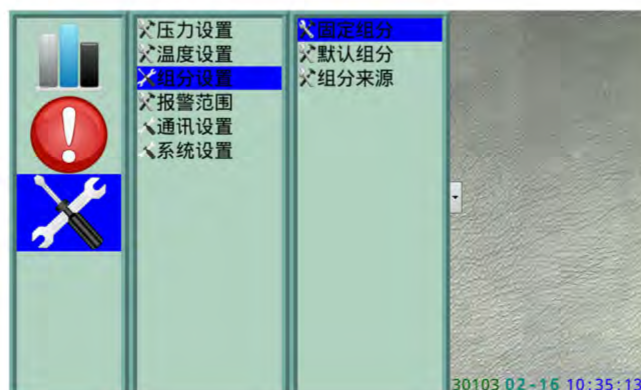 压力设置
温度设置
组分设置
报警范围
通讯设置
系统设置
固定组分
默认组分
组分来源
30103 02-16 10:35:13